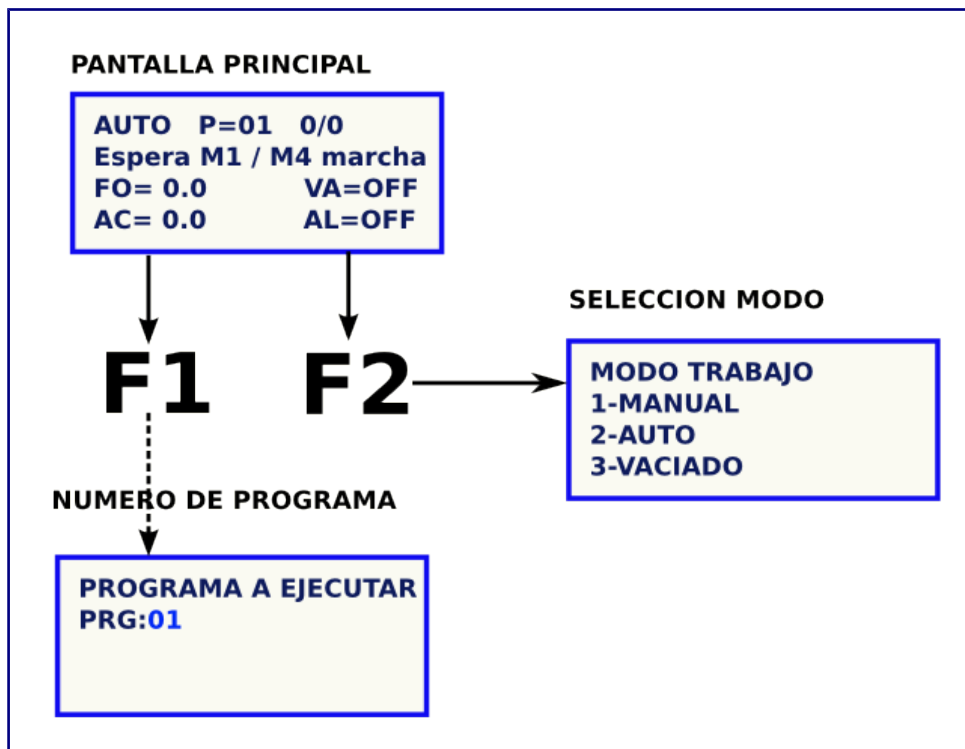 PANTALLA PRINCIPAL
AUTO P=01 0/0
Espera M1 / M4 marcha
FO= 0.0 VA=OFF
AC= 0.0 AL=OFF
F1 F2
SELECCION MODO
MODO TRABAJO
1-MANUAL
2-AUTO
3-VACIADO
NUMERO DE PROGRAMA
PROGRAMA A EJECUTAR
PRG:01